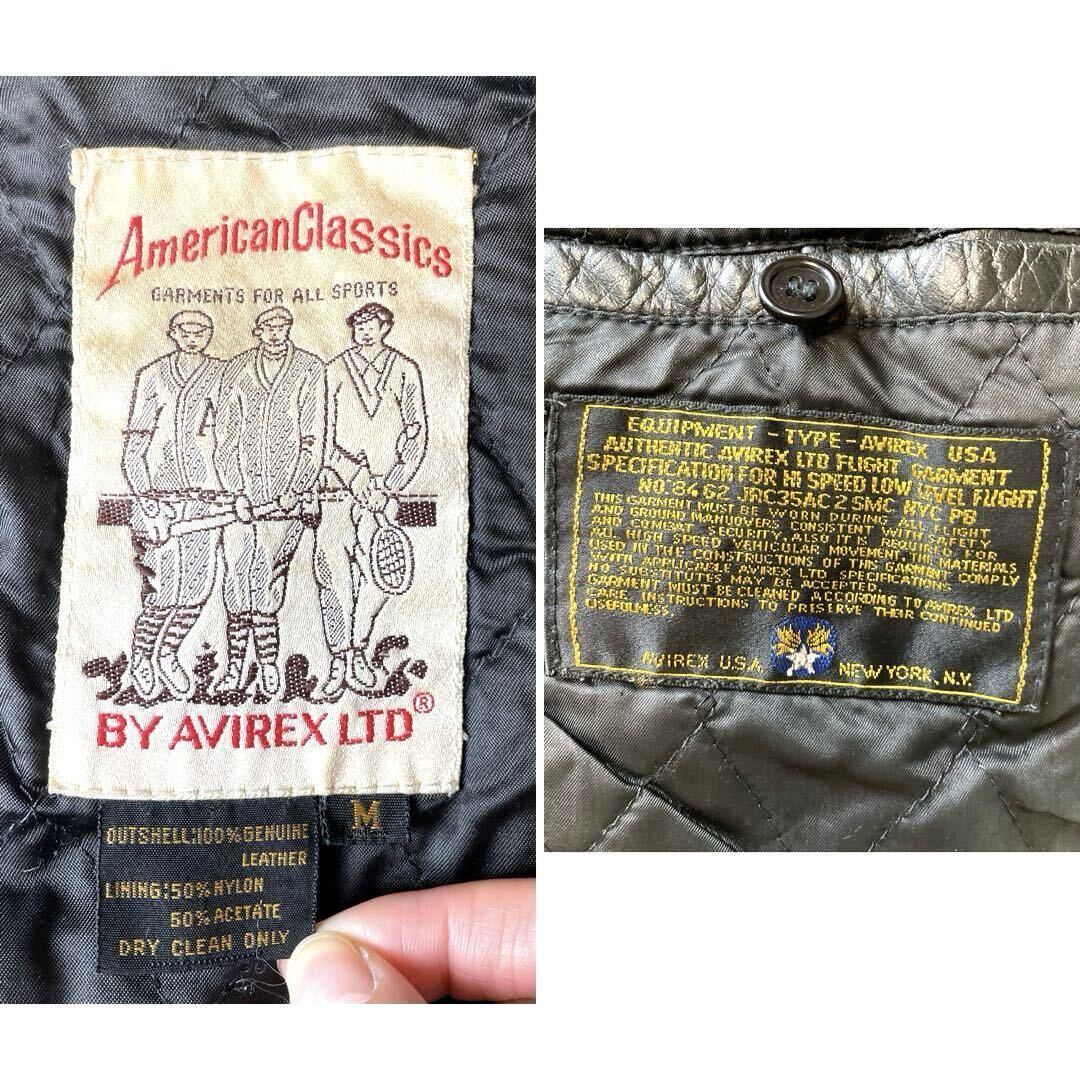 AmericanClassics
GARMENTS FOR ALL SPORTS
A
BY AVIREX LTD®
M
OUTSHELL:100% GENUINE
LEATHER
LINING:50% NYLON
50% ACETATE
DRY CLEAN ONLY
EQUIPMENT - TYPE - AVIREX USA
AUTHENTIC AVIREX LTD FLIGHT GARMENT
SPECIFICATION FOR HI SPEED LOW LEVEL FLIGHT
NO 8462 JRC35AC 2 SMC NYC PB
THIS GARMENT MUST BE WORN DURING ALL FLIGHT
AND GROUND MANUOVERS CONSISTENT WITH SAFETY
AND COMBAT SECURITY. ALSO IT IS REQUIRED FOR
ALL HIGH SPEED VEHICULAR MOVEMENT. THE MATERIALS
USED IN THE CONSTRUCTIONS OF THIS GARMENT COMPLY
WITH APPLICABLE AVIREX LTD SPECIFICATIONS
NO SUBSTITUTES MAY BE ACCEPTED.
GARMENT MUST BE CLEANED ACCORDING TO AVIREX LTD
CARE INSTRUCTIONS TO PRESERVE THEIR CONTINUED
USEFULNESS.
AVIREX U.S.A NEW YORK, N.Y.